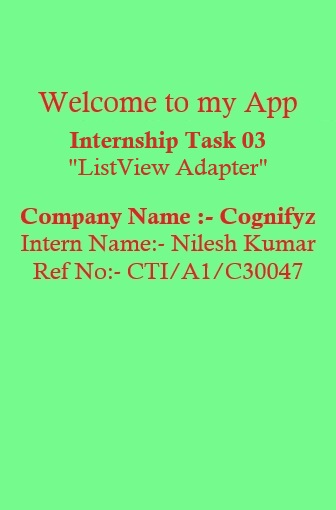 Welcome to my App
Internship Task 03
"ListView Adapter"
Company Name :- Cognifyz
Intern Name:- Nilesh Kumar
Ref No:- CTI/A1/C30047